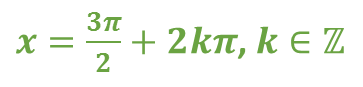 x = 3π/2 + 2kπ, k ∈ ℤ